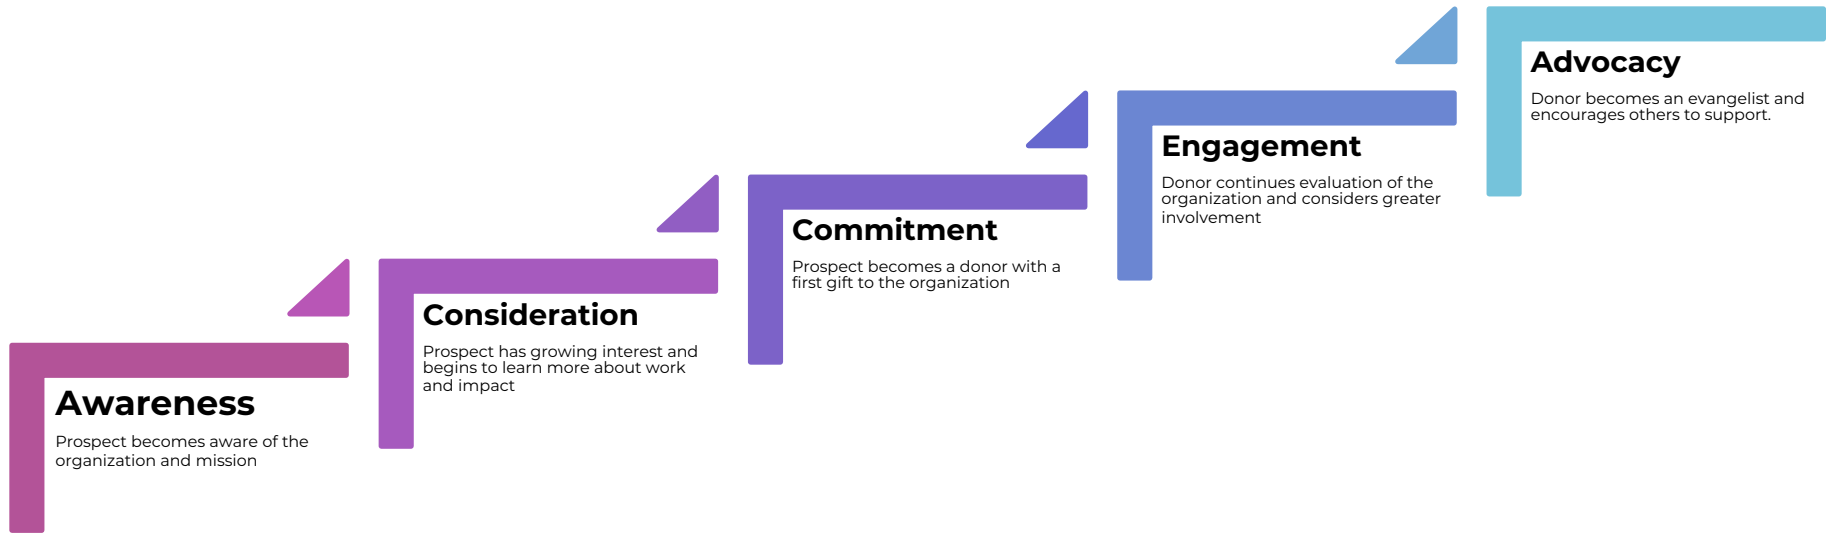 Awareness
Prospect becomes aware of the
organization and mission
Consideration
Prospect has growing interest and
begins to learn more about work
and impact
Commitment
Prospect becomes a donor with a
first gift to the organization
Engagement
Donor continues evaluation of the
organization and considers greater
involvement
Advocacy
Donor becomes an evangelist and
encourages others to support.